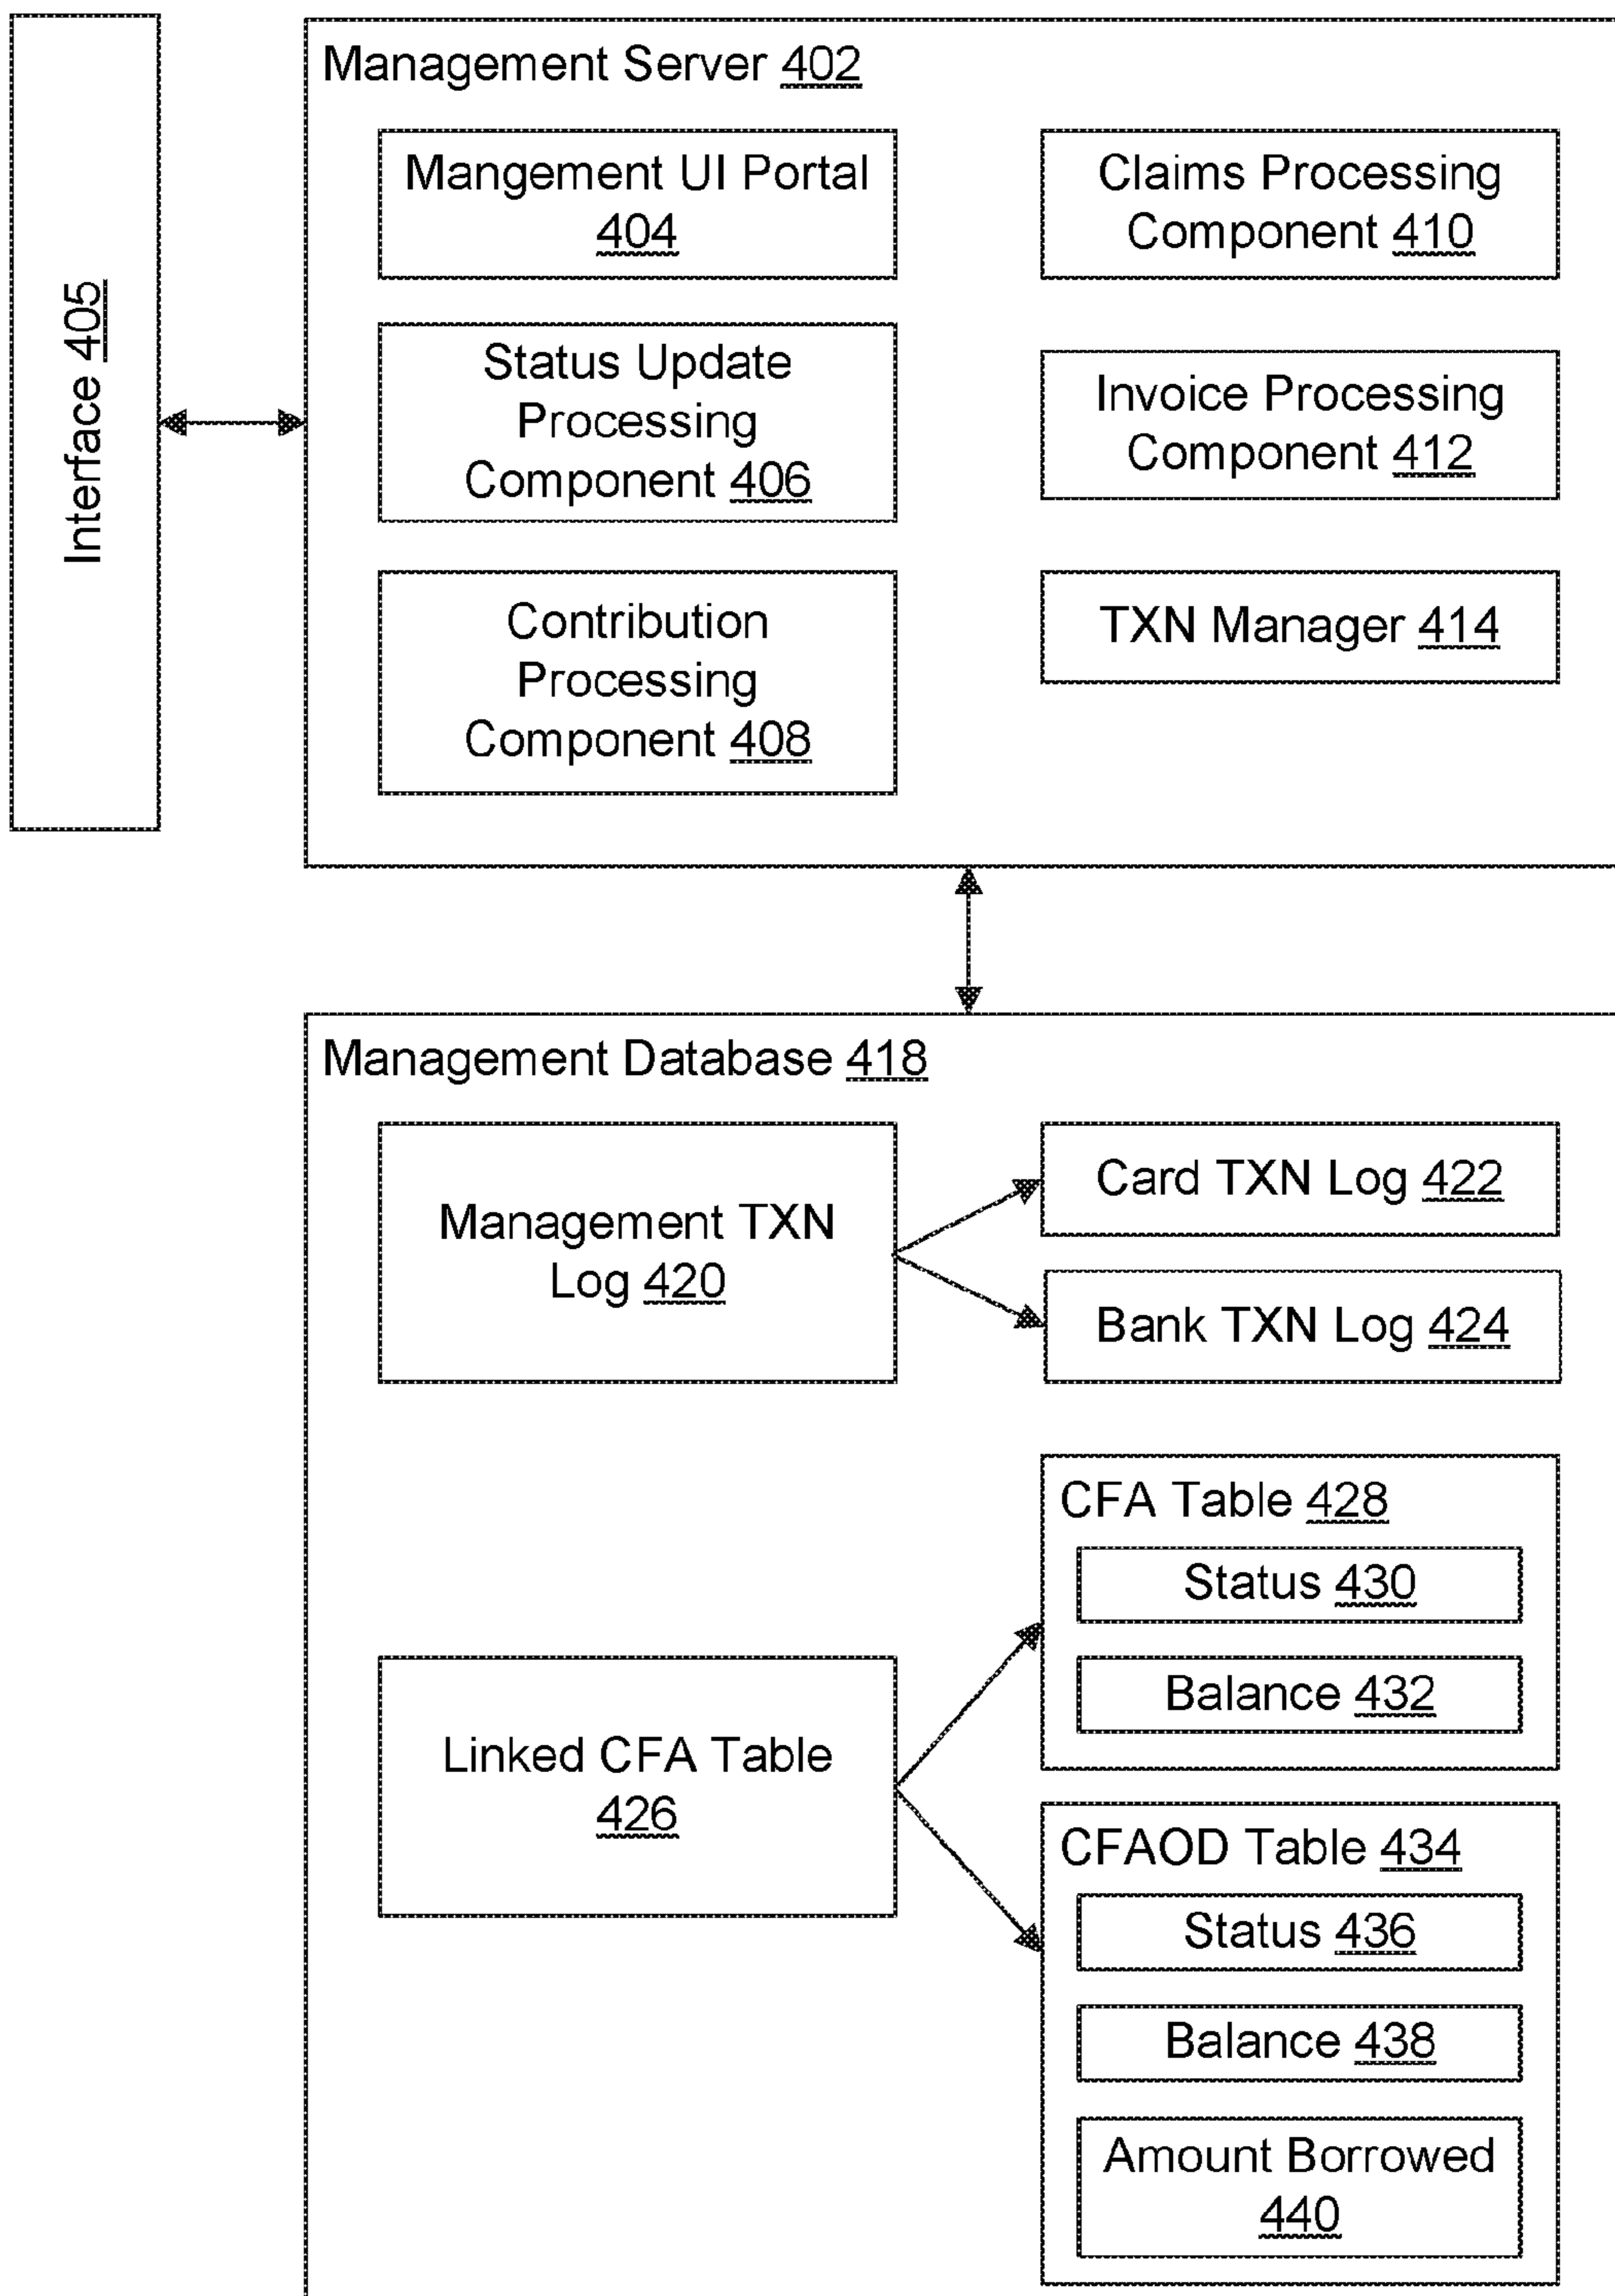 Interface 405
Management Server 402
Mangement UI Portal
404
Status Update
Processing
Component 406
Contribution
Processing
Component 408
Claims Processing
Component 410
Invoice Processing
Component 412
TXN Manager 414
Management Database 418
Management TXN
Log 420
Card TXN Log 422
Bank TXN Log 424
Linked CFA Table
426
CFA Table 428
Status 430
Balance 432
CFAOD Table 434
Status 436
Balance 438
Amount Borrowed
440